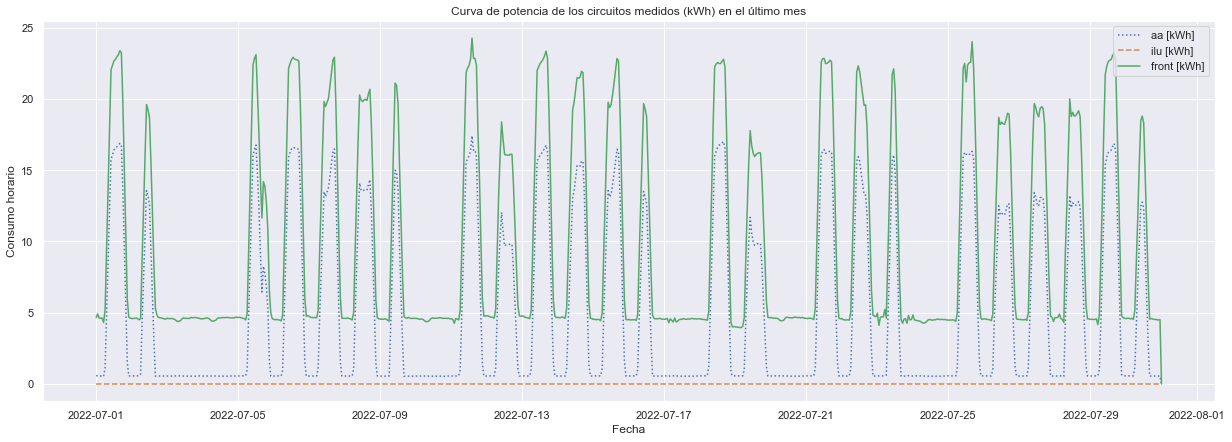 Curva de potencia de los circuitos medidos (kWh) en el último mes
25
20
15
10
5
0
Consumo horario
aa [kWh]
ilu [kWh]
front [kWh]
2022-07-01
2022-07-05
2022-07-09
2022-07-13
2022-07-17
2022-07-21
2022-07-25
2022-07-29
2022-08-01
Fecha